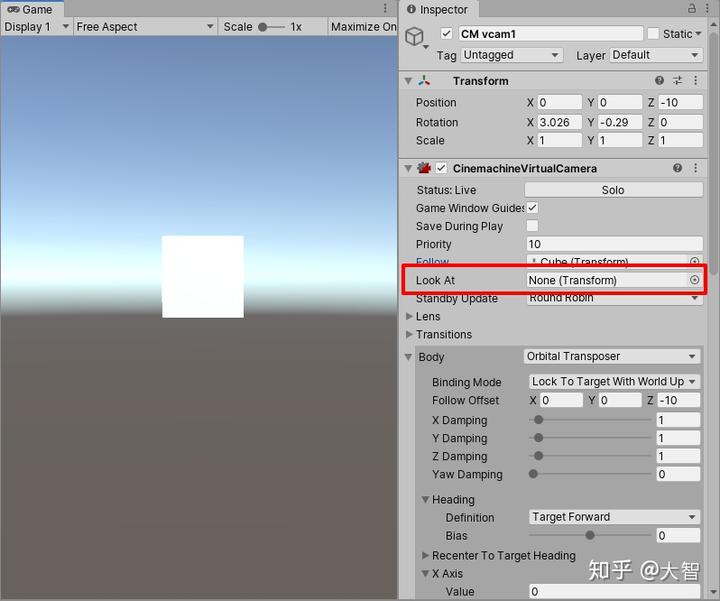 Game
Display 1 Free Aspect Scale 1x Maximize On
Inspector
CM vcam1 Static
Tag Untagged Layer Default
Transform
Position X 0 Y 0 Z -10
Rotation X 3.026 Y -0.29 Z 0
Scale X 1 Y 1 Z 1
CinemachineVirtualCamera
Status: Live Solo
Game Window Guides
Save During Play
Priority 10
Follow Cube (Transform)
Look At None (Transform)
Standby Update Round Robin
Lens
Transitions
Body Orbital Transposer
Binding Mode Lock To Target With World Up
Follow Offset X 0 Y 0 Z -10
X Damping 1
Y Damping 1
Z Damping 1
Yaw Damping 0
Heading
Definition Target Forward
Bias 0
Recenter To Target Heading
X Axis
Value 0
知乎 @大智